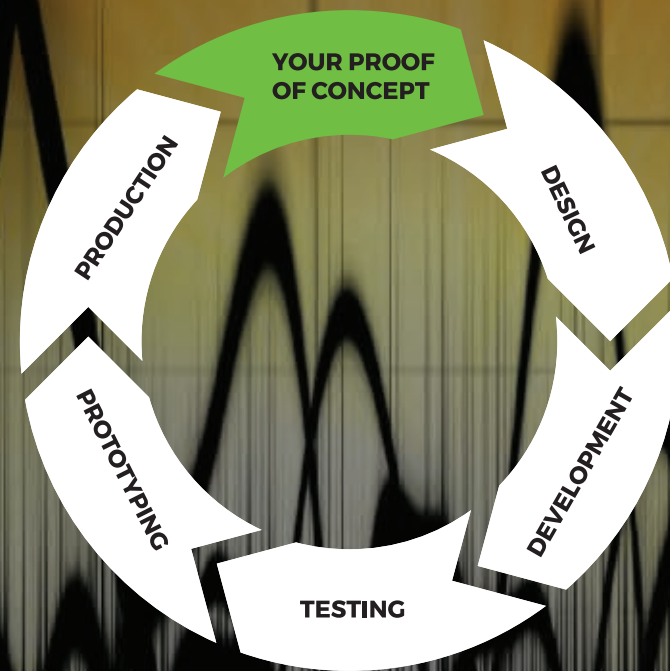 YOUR PROOF
OF CONCEPT
DESIGN
DEVELOPMENT
TESTING
PROTOTYPING
PRODUCTION